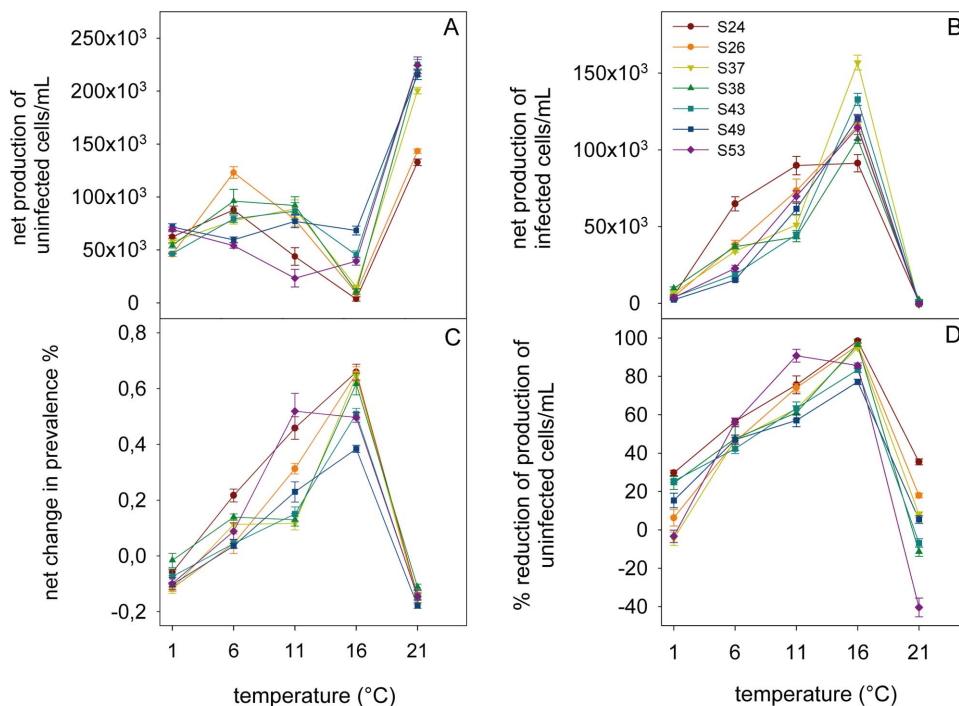 A
250x10³
200x10³
150x10³
100x10³
50x10³
0
net production of
uninfected cells/mL
B
150x10³
100x10³
50x10³
0
net production of
infected cells/mL
S24
S26
S37
S38
S43
S49
S53
C
0,8
0,6
0,4
0,2
0,0
-0,2
net change in prevalence %
1 6 11 16 21
temperature (°C)
D
100
80
60
40
20
0
-20
-40
% reduction of production of
uninfected cells/mL
1 6 11 16 21
temperature (°C)